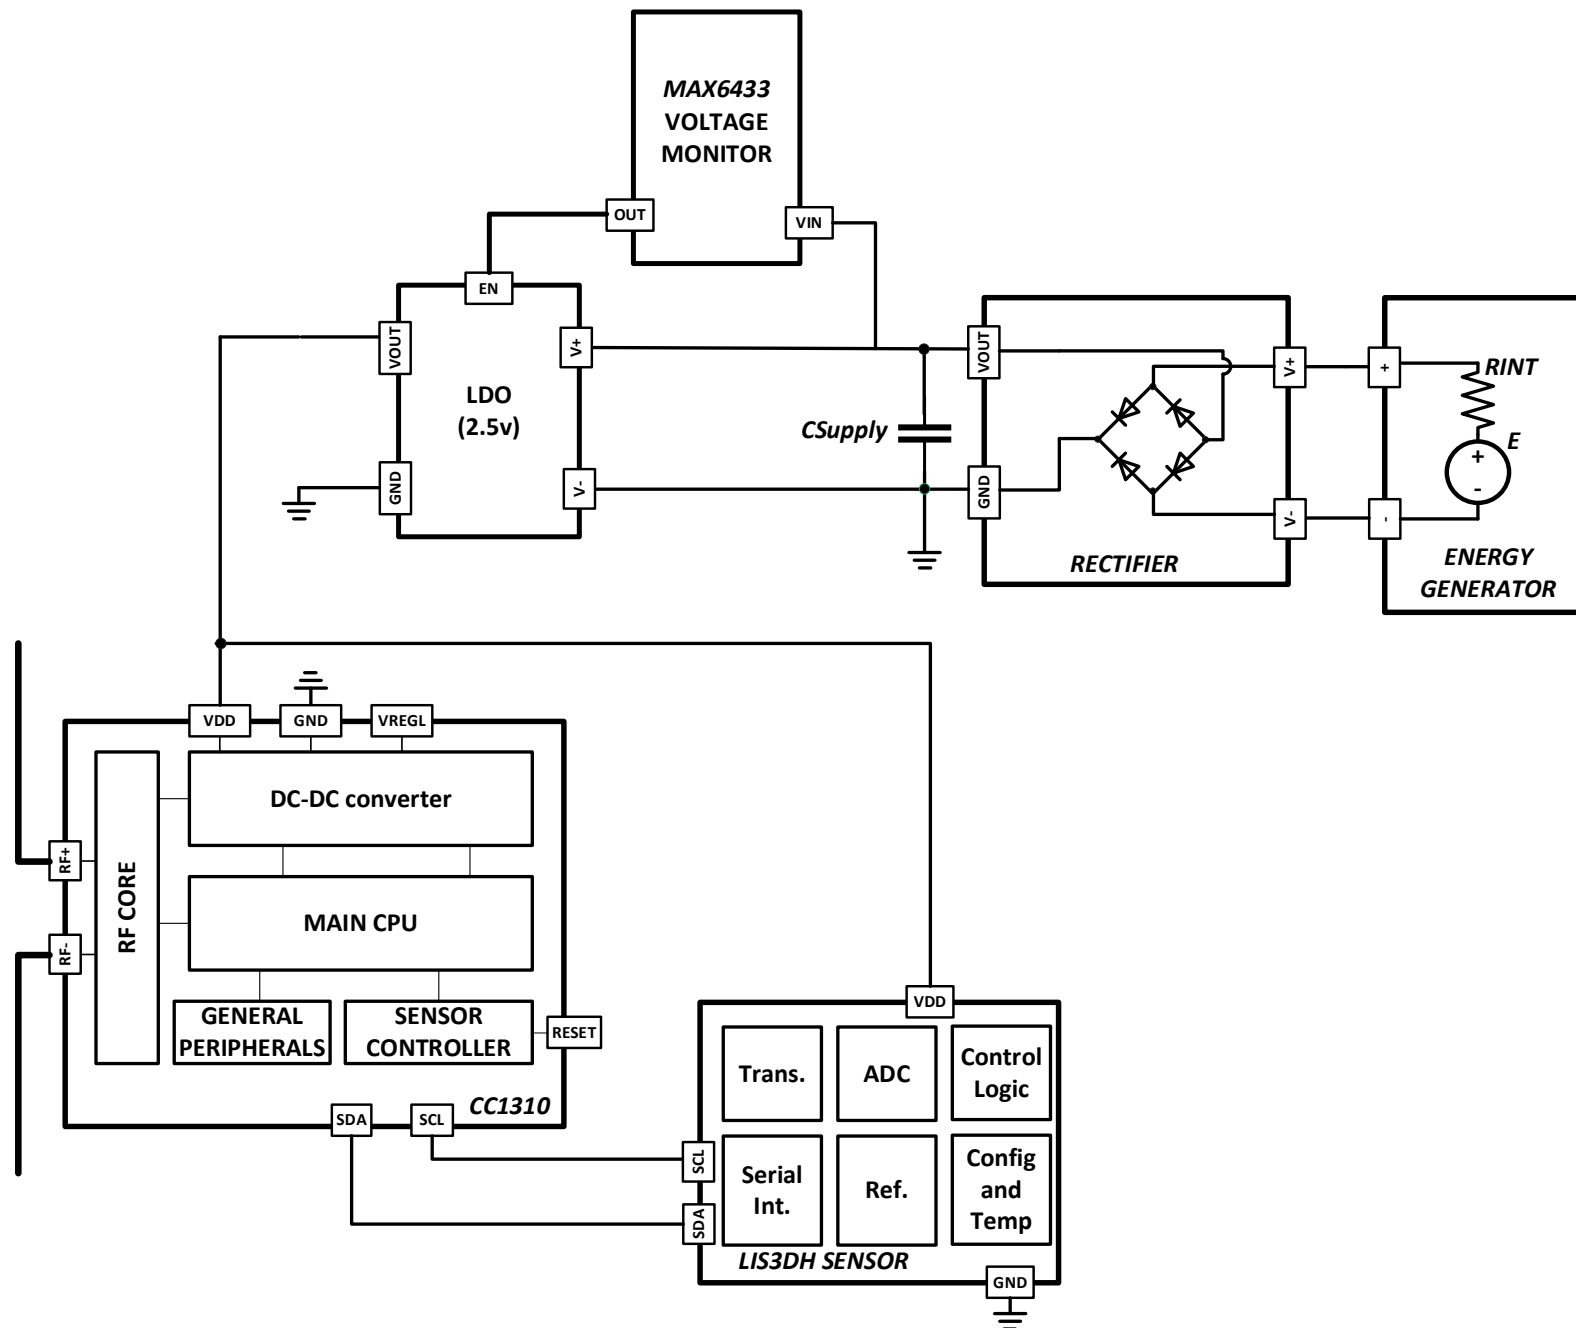 MAX6433
VOLTAGE
MONITOR
OUT
VIN
EN
VOUT
V+
LDO
(2.5v)
GND
V-
CSupply
VOUT
GND
V+
V-
RECTIFIER
+
-
RINT
E
+
-
ENERGY
GENERATOR
VDD
GND
VREGL
DC-DC converter
RF+
RF-
RF CORE
MAIN CPU
GENERAL
PERIPHERALS
SENSOR
CONTROLLER
RESET
CC1310
SDA
SCL
VDD
Trans.
ADC
Control
Logic
SCL
SDA
Serial
Int.
Ref.
Config
and
Temp
LIS3DH SENSOR
GND